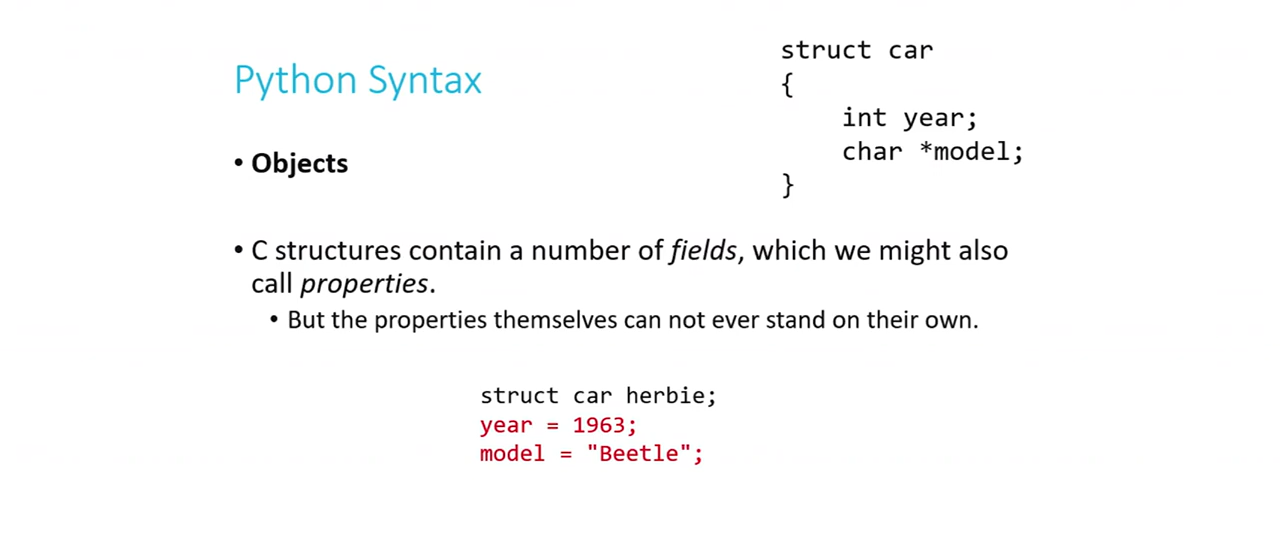 Python Syntax
struct car
{
int year;
char *model;
}
• Objects
• C structures contain a number of fields, which we might also
call properties.
• But the properties themselves can not ever stand on their own.
struct car herbie;
year = 1963;
model = "Beetle";